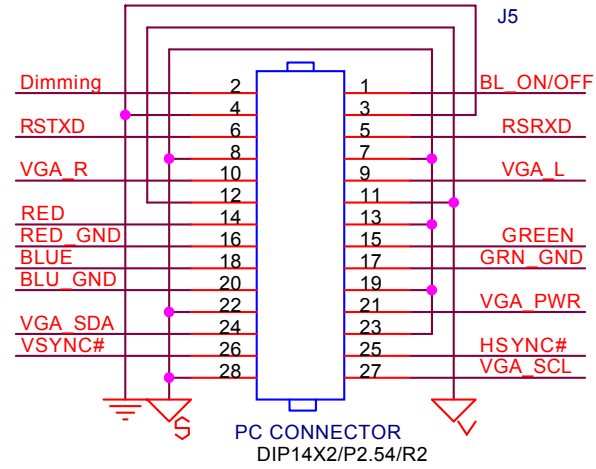 J5
Dimming 2 1 BL_ON/OFF
4 3
RSTXD 6 5 RSRXD
8 7
VGA_R 10 9 VGA_L
12 11
RED 14 13
RED_GND 16 15 GREEN
BLUE 18 17 GRN_GND
BLU_GND 20 19
22 21 VGA_PWR
VGA_SDA 24 23
VSYNC# 26 25 HSYNC#
28 27 VGA_SCL
S V
PC CONNECTOR
DIP14X2/P2.54/R2